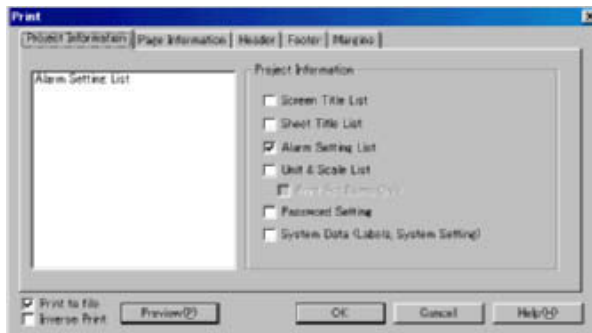 Print
Project Information
Page Information
Header
Footer
Margins
Alarm Setting List
Project Information
Screen Title List
Sheet Title List
Alarm Setting List
Unit & Scale List
Password Setting
System Data (Labels, System Setting)
Print to file
Inverse Print
Preview(P)
OK
Cancel
Help(H)